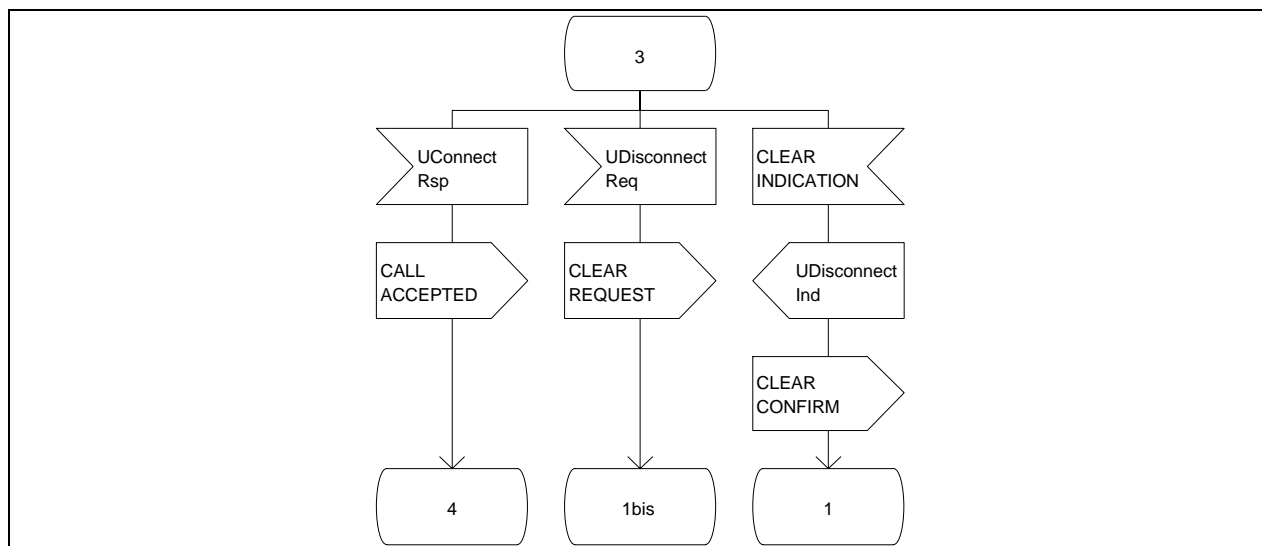 3
UConnect
Rsp
UDisconnect
Req
CLEAR
INDICATION
CALL
ACCEPTED
CLEAR
REQUEST
UDisconnect
Ind
CLEAR
CONFIRM
4
1bis
1